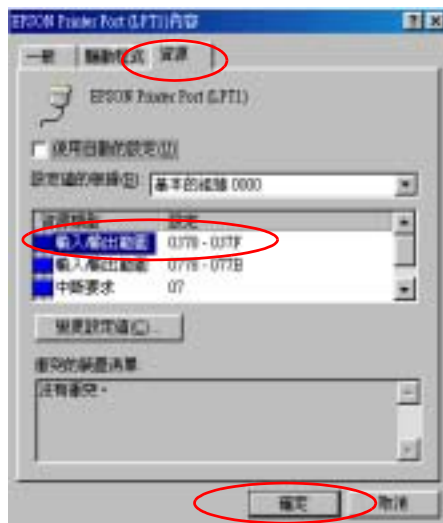 EPSON Printer Port (LPT1)內容
一般 驅動程式 資源
EPSON Printer Port (LPT1)
使用自動的設定(U)
設定值的根據(B): 基本的組態 0000
資源類型 設定
輸入/輸出範圍 0378 - 037F
輸入/輸出範圍 0778 - 077B
中斷要求 07
變更設定值(C)...
衝突的裝置清單:
沒有衝突。
確定 取消